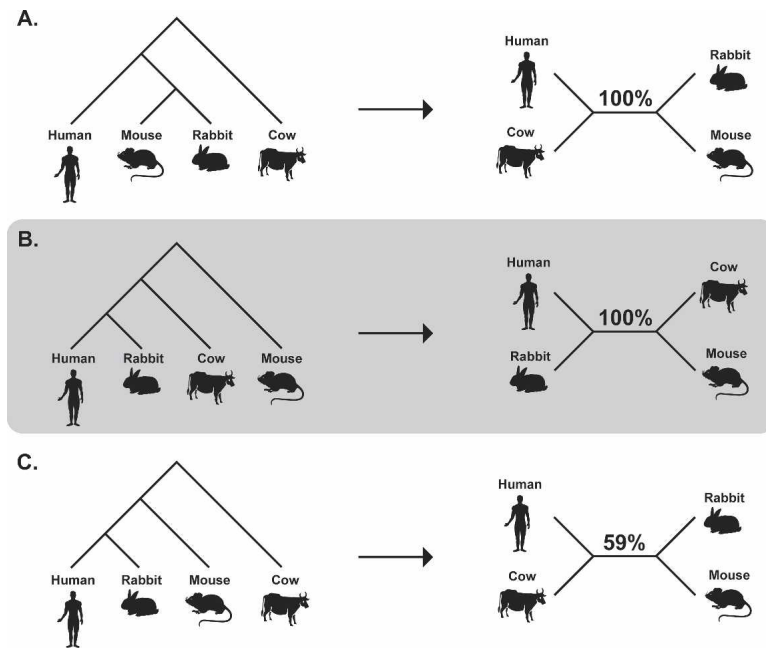 A.
Human
Rabbit
100%
Human Mouse Rabbit Cow
Cow
Mouse
B.
Human
Cow
100%
Human Rabbit Cow Mouse
Rabbit
Mouse
C.
Human
Rabbit
59%
Human Rabbit Mouse Cow
Cow
Mouse